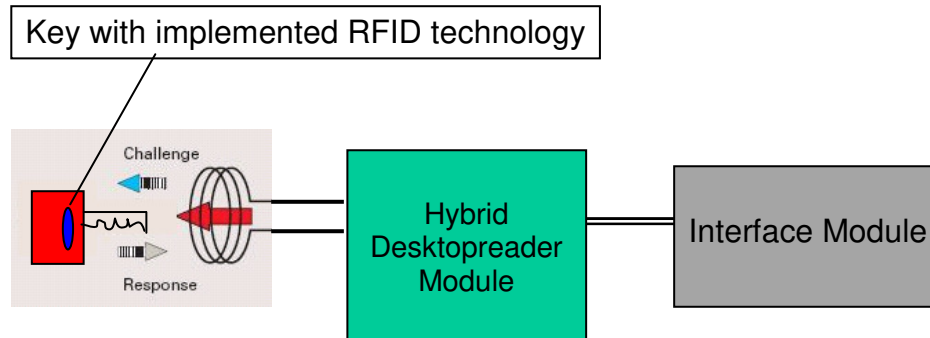 Key with implemented RFID technology
Challenge
Response
Hybrid
Desktopreader
Module
Interface Module